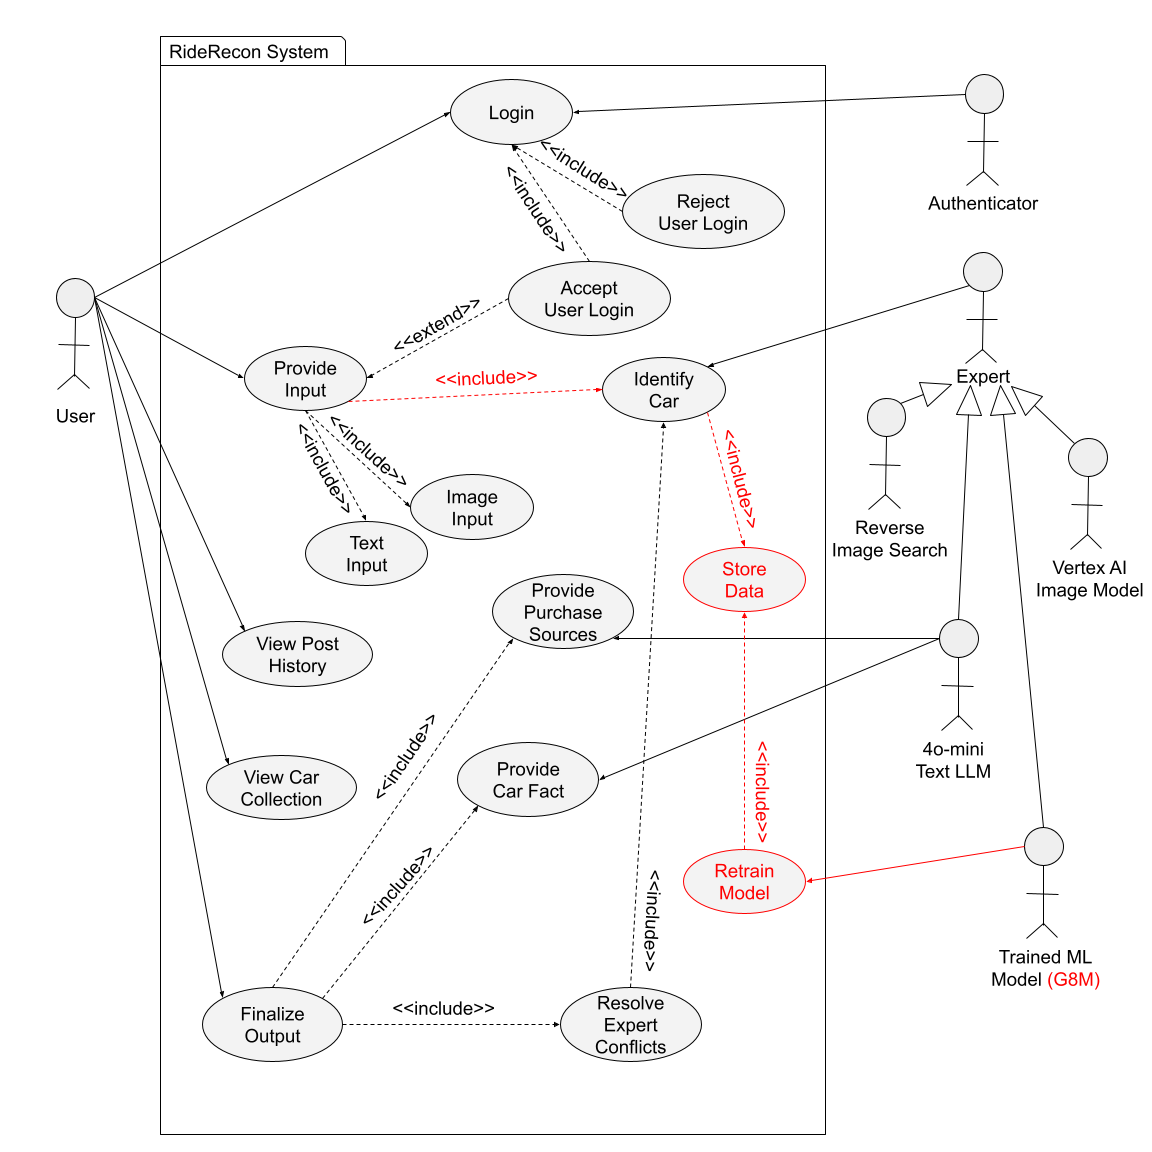 RideRecon System
Login
<<include>>
<<include>>
Reject
User Login
Authenticator
Accept
User Login
<<extend>>
Provide
Input
<<include>>
Identify
Car
Expert
User
<<include>>
<<include>>
<<include>>
Image
Input
Text
Input
Reverse
Image Search
Vertex AI
Image Model
Store
Data
Provide
Purchase
Sources
View Post
History
<<include>>
<<include>>
4o-mini
Text LLM
Provide
Car Fact
View Car
Collection
<<include>>
Retrain
Model
<<include>>
Trained ML
Model (G8M)
Finalize
Output
<<include>>
Resolve
Expert
Conflicts